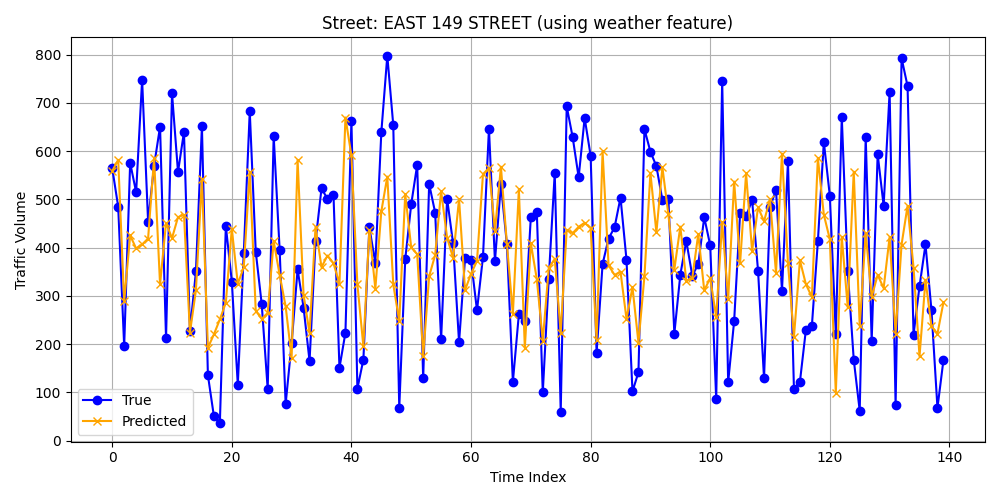 Street: EAST 149 STREET (using weather feature)
Traffic Volume
800
700
600
500
400
300
200
100
0
True
Predicted
0 20 40 60 80 100 120 140
Time Index